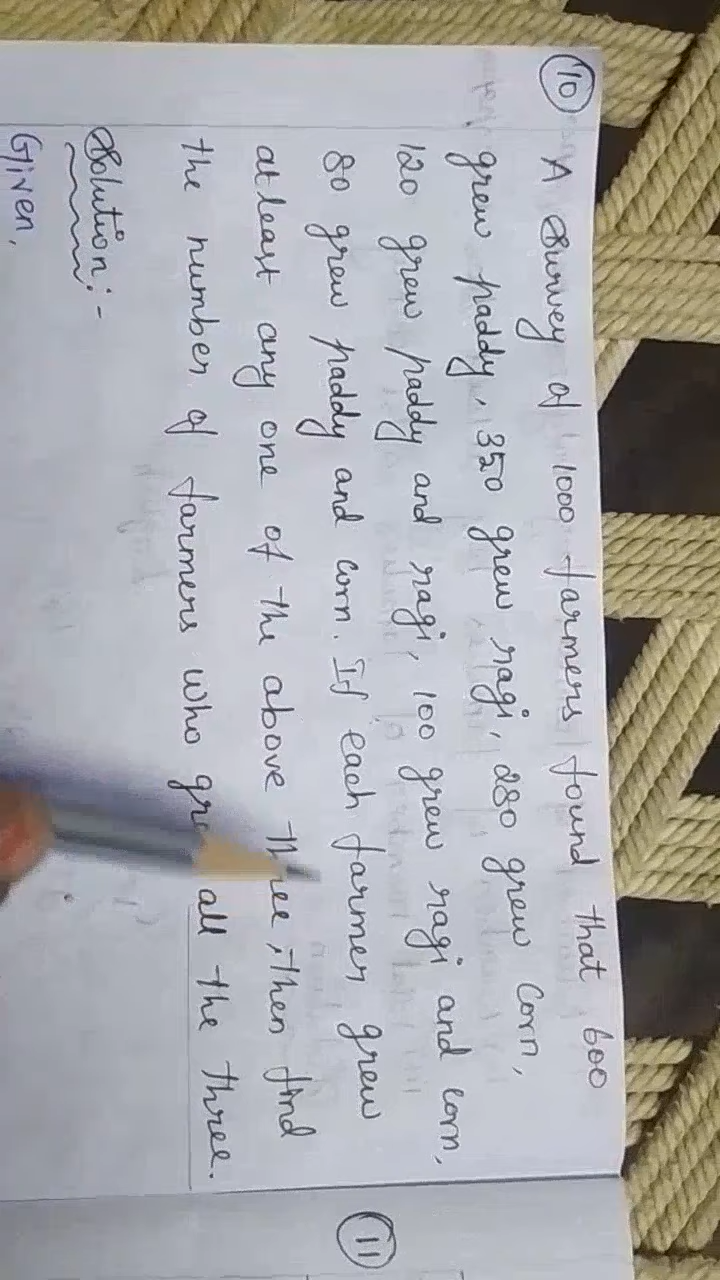 10 A Survey of 1000 farmers found that 600
grew paddy, 350 grew ragi, 280 grew corn,
120 grew paddy and ragi, 100 grew ragi and corn,
80 grew paddy and corn. If each farmer grew
atleast any one of the above three, then find
the number of farmers who all the three.
Solution:-
Given,
11